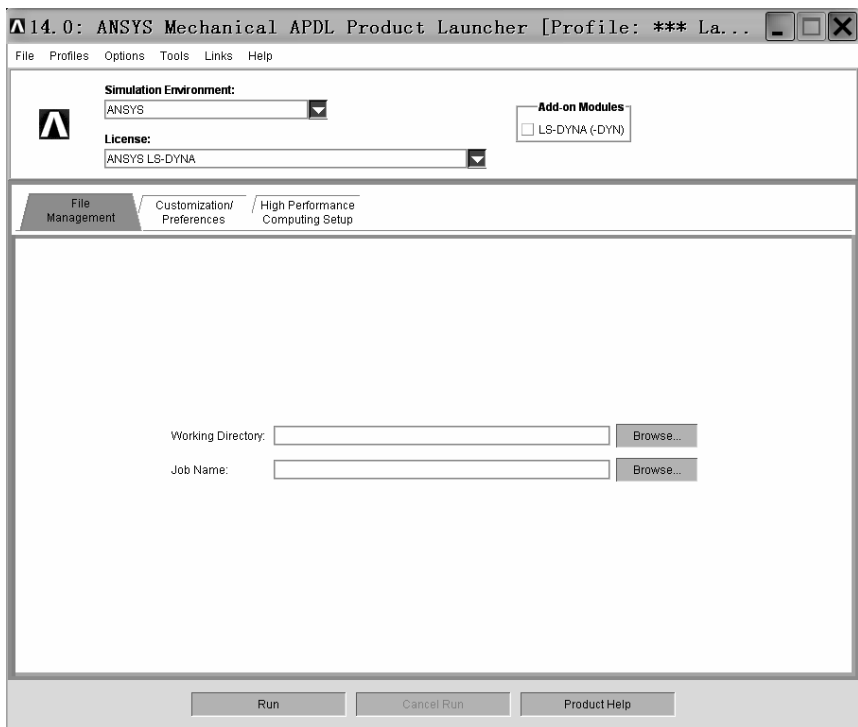 14.0: ANSYS Mechanical APDL Product Launcher [Profile: *** La...
File Profiles Options Tools Links Help
Simulation Environment:
ANSYS
Add-on Modules
LS-DYNA (-DYN)
License:
ANSYS LS-DYNA
File Management
Customization/ Preferences
High Performance Computing Setup
Working Directory:
Browse...
Job Name:
Browse...
Run
Cancel Run
Product Help